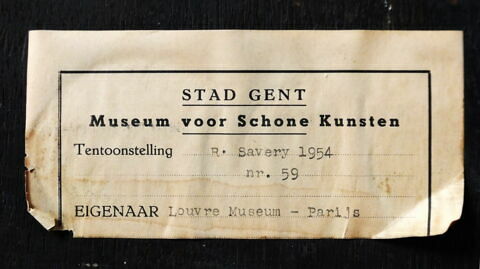 STAD GENT
Museum voor Schone Kunsten
Tentoonstelling R. Savery 1954
nr. 59
EIGENAAR Louvre Museum - Parijs